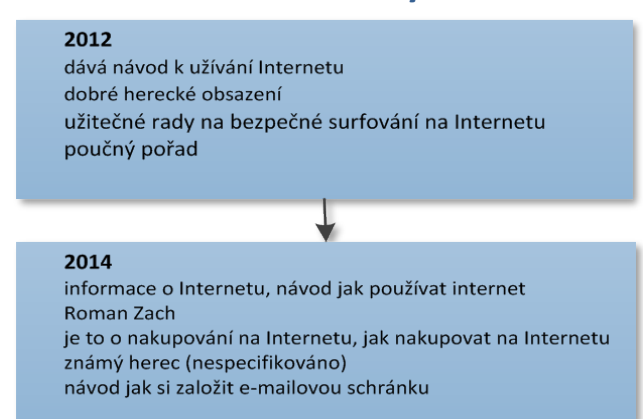 2012
dává návod k užívání Internetu
dobré herecké obsazení
užitečné rady na bezpečné surfování na Internetu
poučný pořad
2014
informace o Internetu, návod jak používat internet
Roman Zach
je to o nakupování na Internetu, jak nakupovat na Internetu
známý herec (nespecifikováno)
návod jak si založit e-mailovou schránku